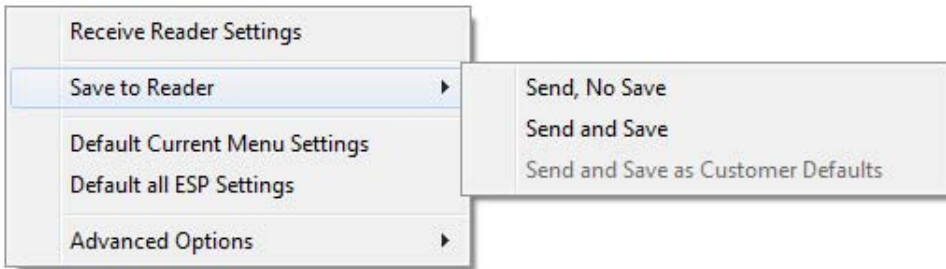 Receive Reader Settings
Save to Reader
Send, No Save
Send and Save
Send and Save as Customer Defaults
Default Current Menu Settings
Default all ESP Settings
Advanced Options